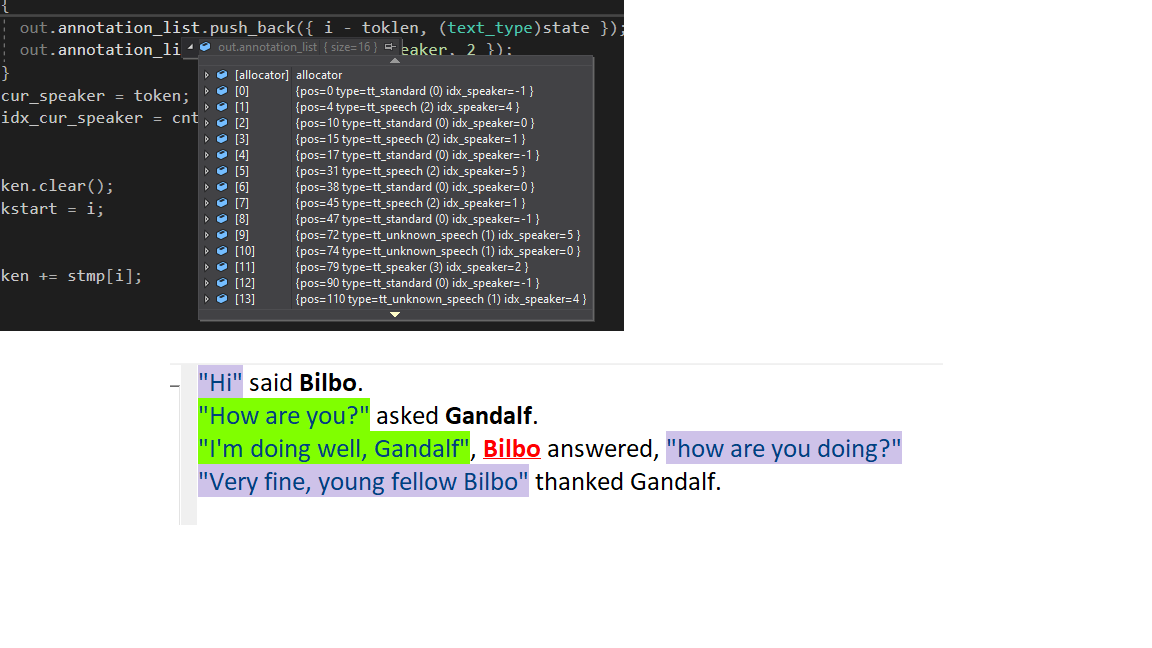 {
out.annotation_list.push_back({ i - toklen, (text_type)state });
out.annotation_li out.annotation_list { size=16 } eaker, 2 });
}
cur_speaker = token;
idx_cur_speaker = cnt
ken.clear();
kstart = i;
ken += stmp[i];
[allocator] allocator
[0] {pos=0 type=tt_standard (0) idx_speaker=-1 }
[1] {pos=4 type=tt_speech (2) idx_speaker=4 }
[2] {pos=10 type=tt_standard (0) idx_speaker=0 }
[3] {pos=15 type=tt_speech (2) idx_speaker=1 }
[4] {pos=17 type=tt_standard (0) idx_speaker=-1 }
[5] {pos=31 type=tt_speech (2) idx_speaker=5 }
[6] {pos=38 type=tt_standard (0) idx_speaker=0 }
[7] {pos=45 type=tt_speech (2) idx_speaker=1 }
[8] {pos=47 type=tt_standard (0) idx_speaker=-1 }
[9] {pos=72 type=tt_unknown_speech (1) idx_speaker=5 }
[10] {pos=74 type=tt_unknown_speech (1) idx_speaker=0 }
[11] {pos=79 type=tt_speaker (3) idx_speaker=2 }
[12] {pos=90 type=tt_standard (0) idx_speaker=-1 }
[13] {pos=110 type=tt_unknown_speech (1) idx_speaker=4 }
"Hi" said Bilbo.
"How are you?" asked Gandalf.
"I'm doing well, Gandalf", Bilbo answered, "how are you doing?"
"Very fine, young fellow Bilbo" thanked Gandalf.